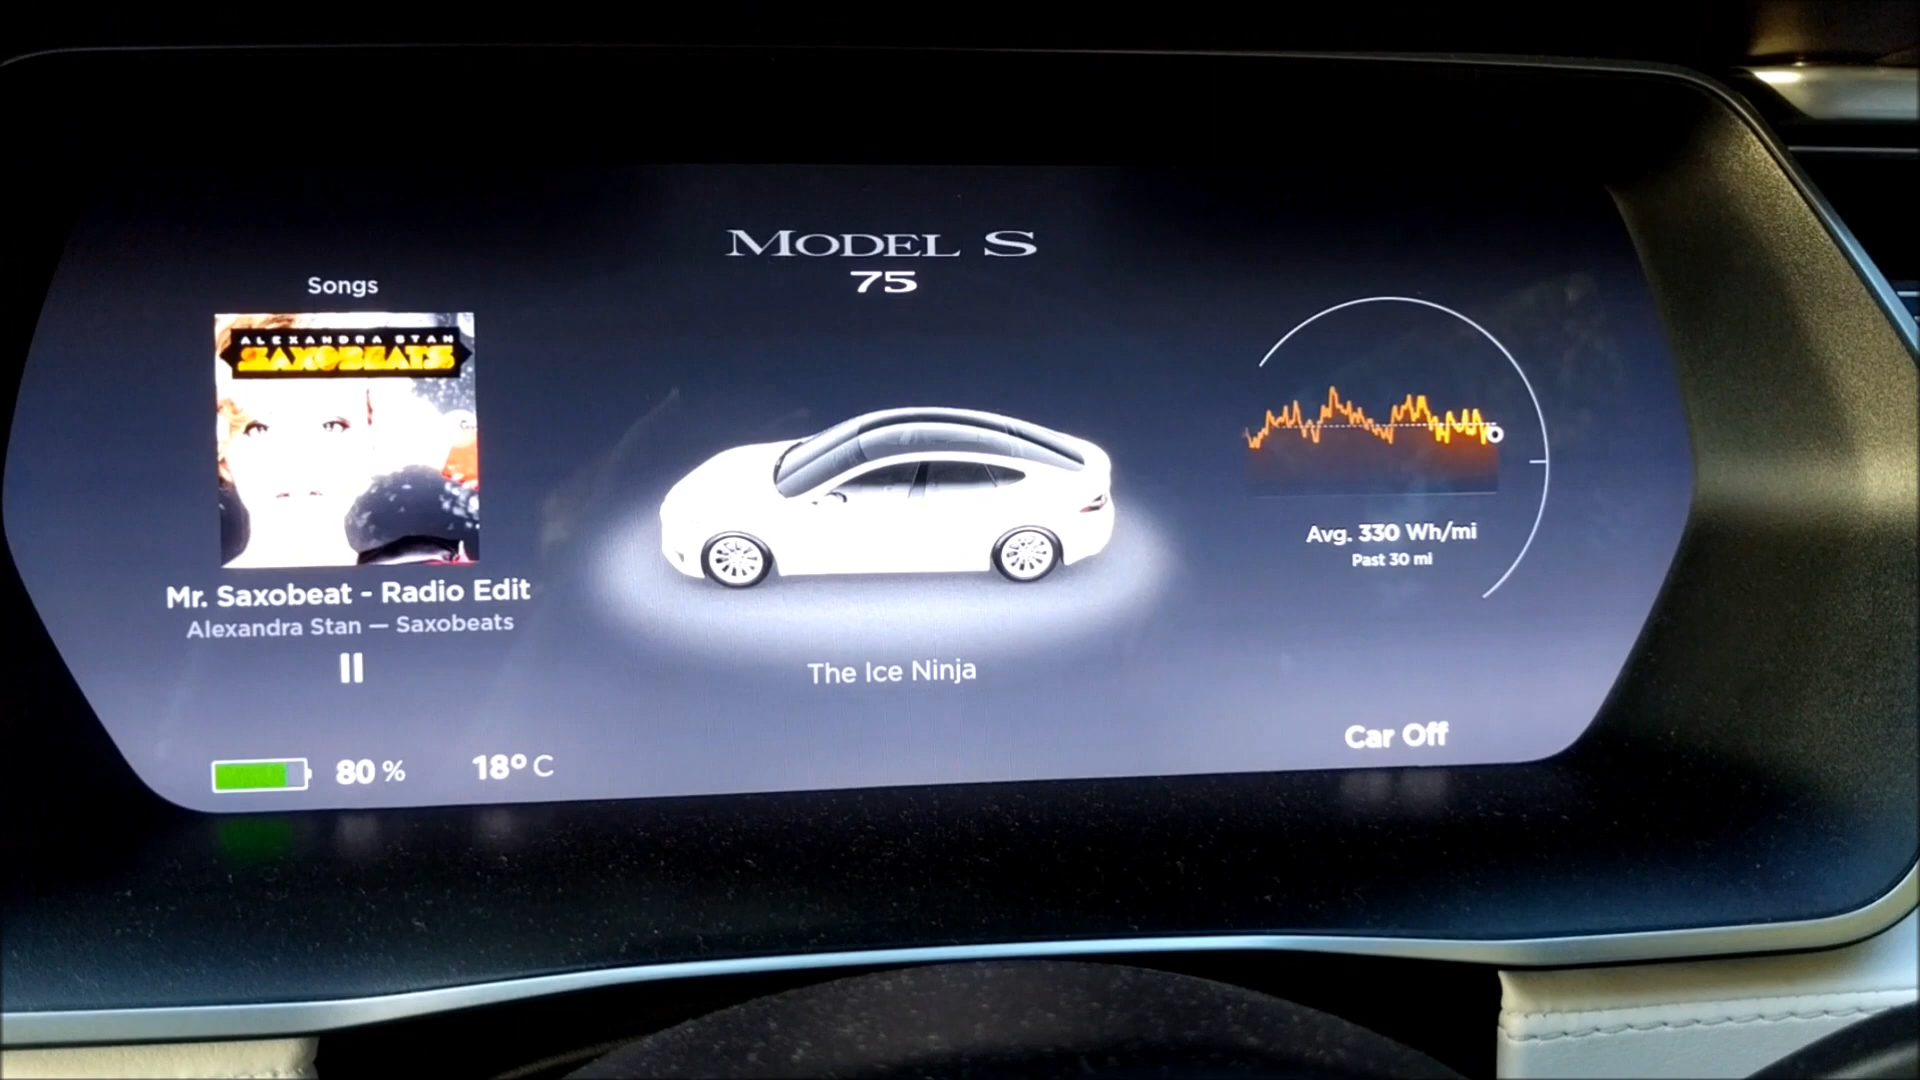 MODEL S
75
Songs
ALEXANDRA STAN
SAXOBEATS
Mr. Saxobeat - Radio Edit
Alexandra Stan — Saxobeats
80 %
18° C
The Ice Ninja
Avg. 330 Wh/mi
Past 30 mi
Car Off